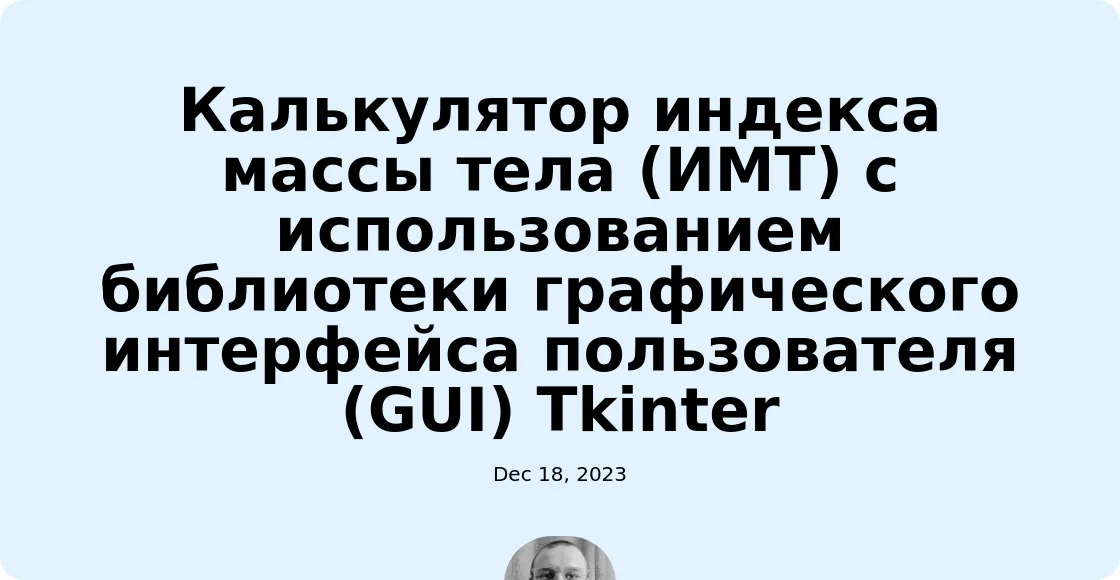 Калькулятор индекса
массы тела (ИМТ) с
использованием
библиотеки графического
интерфейса пользователя
(GUI) Tkinter
Dec 18, 2023